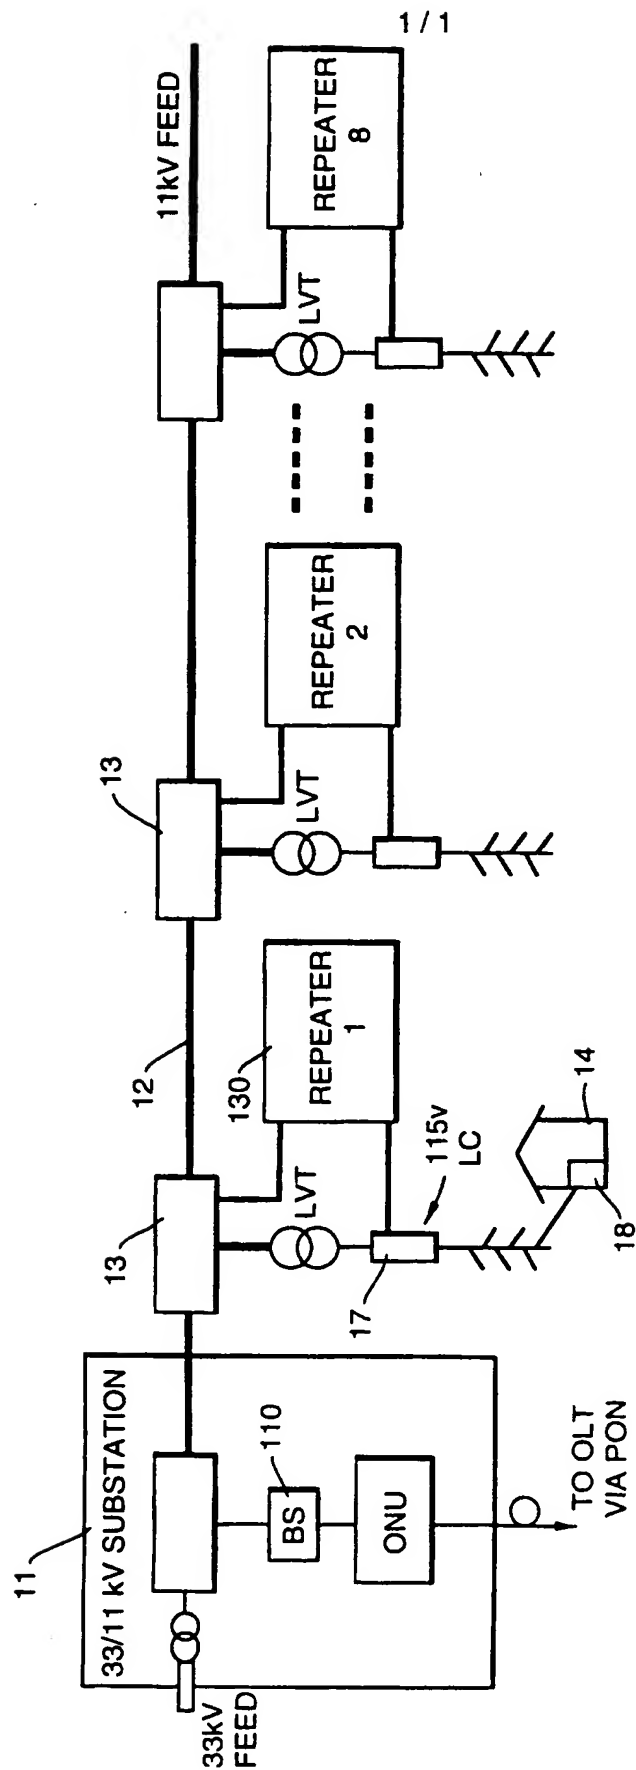 1 / 1
11
33/11 kV SUBSTATION
33kV
FEED
BS
110
ONU
TO OLT
VIA PON
13
LVT
130
REPEATER
1
17
115v
LC
14
18
12
13
LVT
REPEATER
2
11kV FEED
LVT
REPEATER
8